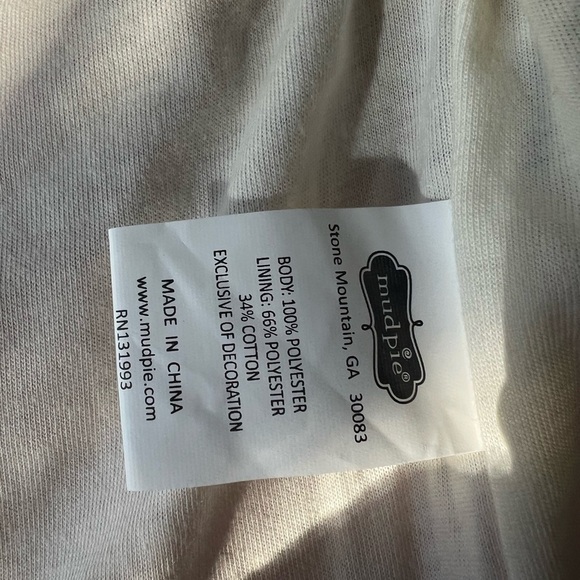 mudpie®
Stone Mountain, GA 30083
BODY: 100% POLYESTER
LINING: 66% POLYESTER
34% COTTON
EXCLUSIVE OF DECORATION
MADE IN CHINA
www.mudpie.com
RN131993